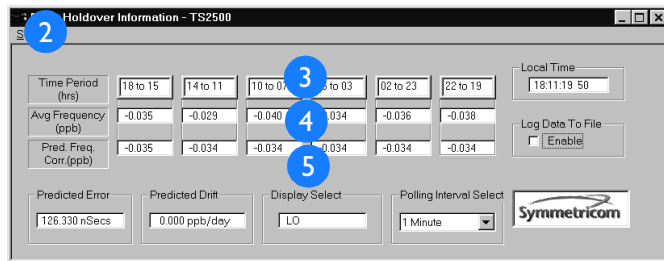 Holdover Information - TS2500
2
S
3
Time Period (hrs)
18 to 15
14 to 11
10 to 07
to 03
02 to 23
22 to 19
Local Time
18:11:19 50
4
Avg Frequency (ppb)
-0.035
-0.029
-0.040
.034
-0.036
-0.038
Log Data To File
Enable
5
Pred. Freq. Corr.(ppb)
-0.035
-0.034
-0.034
-0.034
-0.034
-0.034
Predicted Error
126.330 nSecs
Predicted Drift
0.000 ppb/day
Display Select
LO
Polling Interval Select
1 Minute
Symmetricom